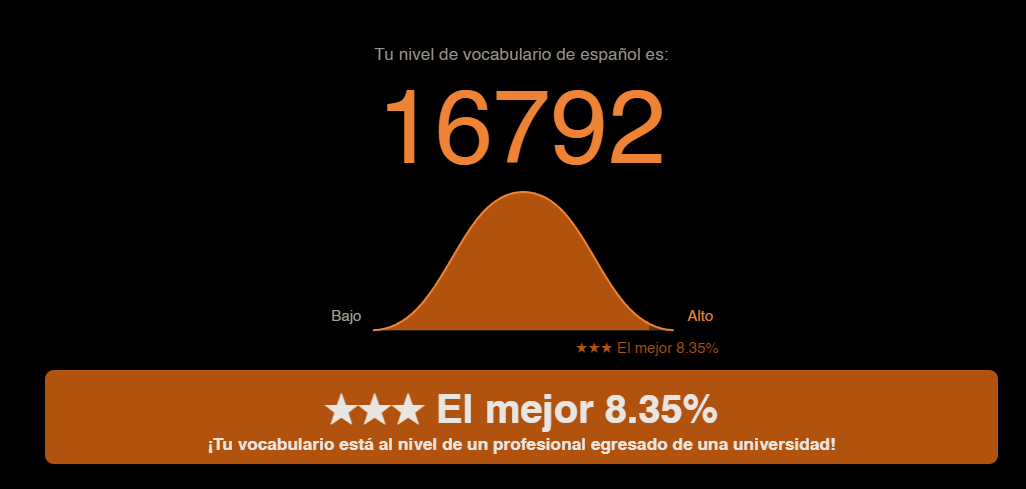 Tu nivel de vocabulario de español es:
16792
Bajo
Alto
★★★ El mejor 8.35%
★★★ El mejor 8.35%
¡Tu vocabulario está al nivel de un profesional egresado de una universidad!